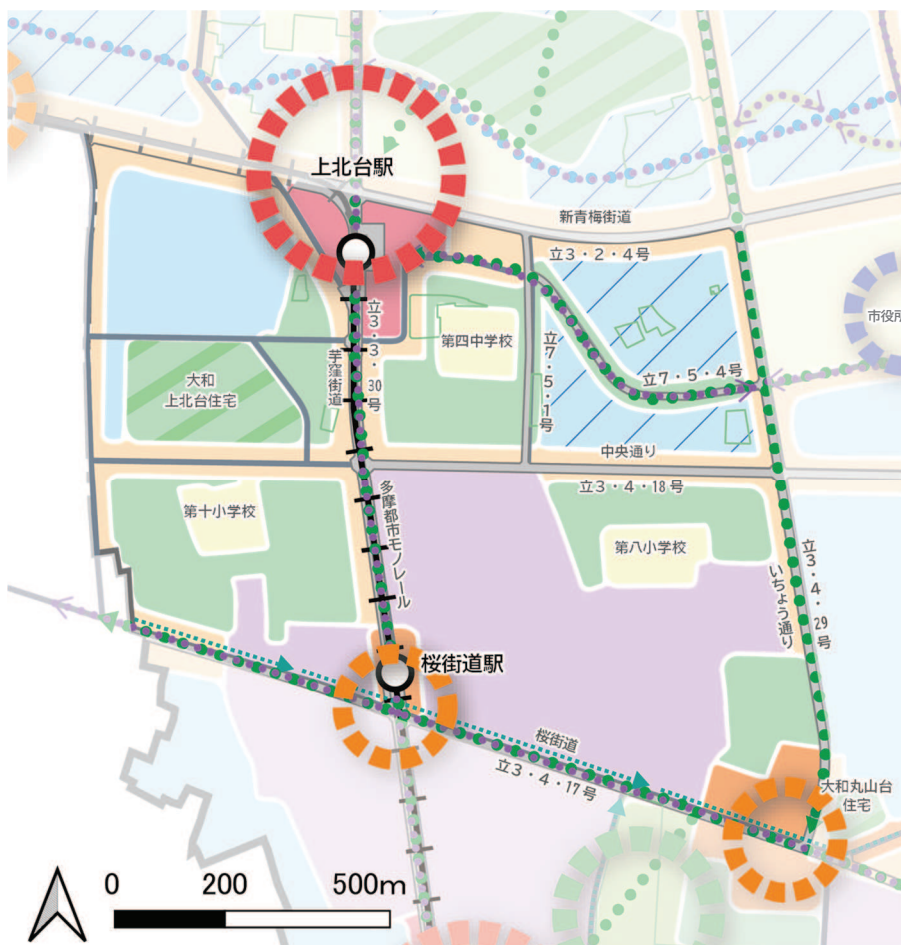 上北台駅
新青梅街道
立3・2・4号
市役所
立3・3・30号
芋窪街道
第四中学校
立7・5・1号
立7・5・4号
大和
上北台住宅
中央通り
立3・4・18号
第十小学校
多摩都市モノレール
第八小学校
立3・4・29号
いちょう通り
桜街道駅
桜街道
立3・4・17号
大和丸山台
住宅
0 200 500m